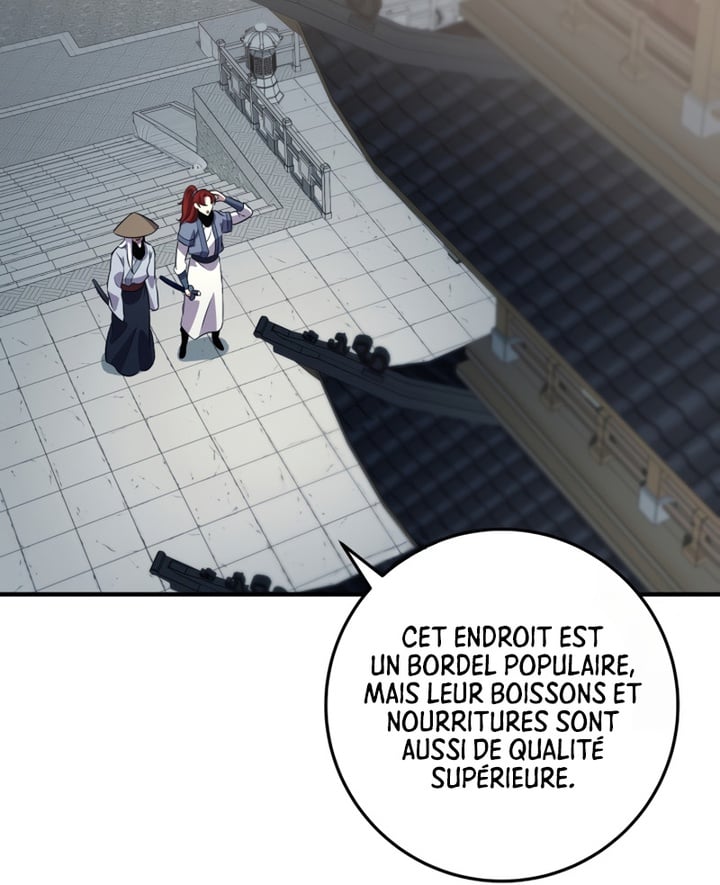 CET ENDROIT EST
UN BORDEL POPULAIRE,
MAIS LEUR BOISSONS ET
NOURRITURES SONT
AUSSI DE QUALITÉ
SUPÉRIEURE.